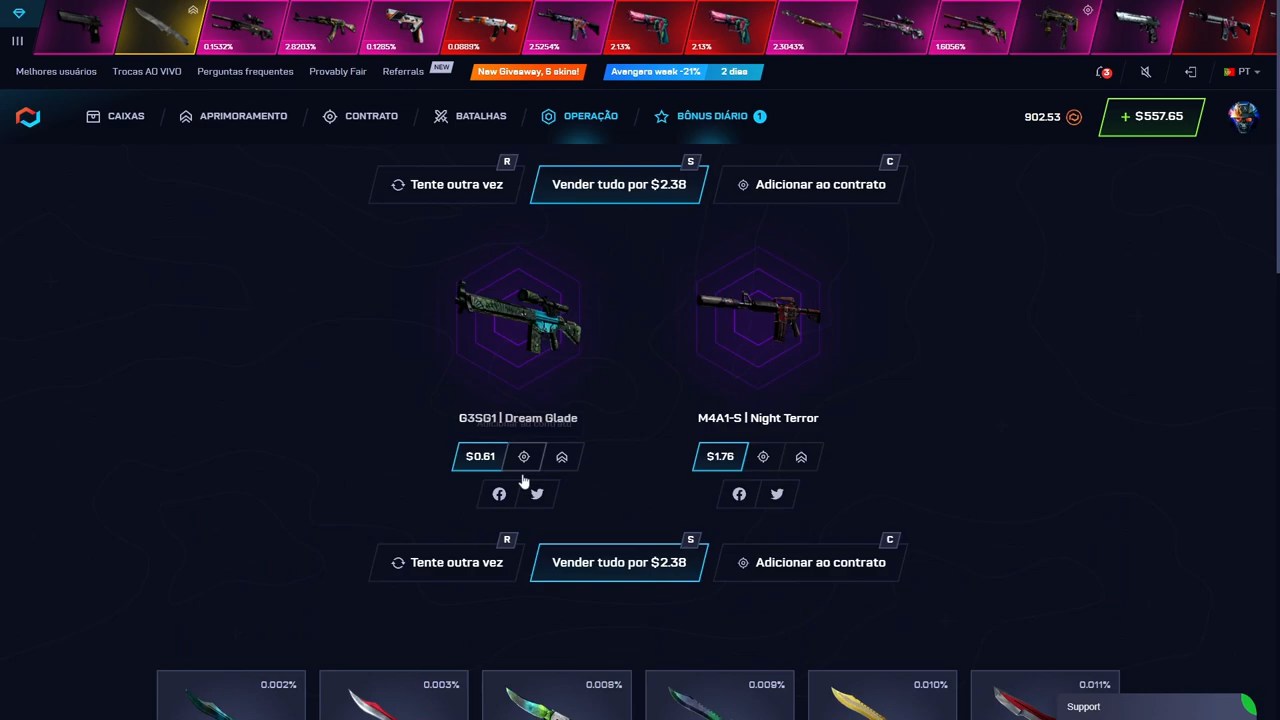 0.1532%
2.8203%
0.1285%
0.0889%
2.5254%
2.13%
2.13%
2.3043%
1.6056%
Melhores usuários
Trocas AO VIVO
Perguntas frequentes
Provably Fair
Referrals
NEW
New Giveaway, 6 skins!
Avengers week -21%
2 dias
3
PT
CAIXAS
APRIMORAMENTO
CONTRATO
BATALHAS
OPERAÇÃO
BÔNUS DIÁRIO 1
902.53
+ $557.65
R
S
C
Tente outra vez
Vender tudo por $2.38
Adicionar ao contrato
G3SG1 | Dream Glade
Adicionar ao contrato
M4A1-S | Night Terror
$0.61
$1.76
R
S
C
Tente outra vez
Vender tudo por $2.38
Adicionar ao contrato
0.002%
0.003%
0.008%
0.009%
0.010%
0.011%
Support